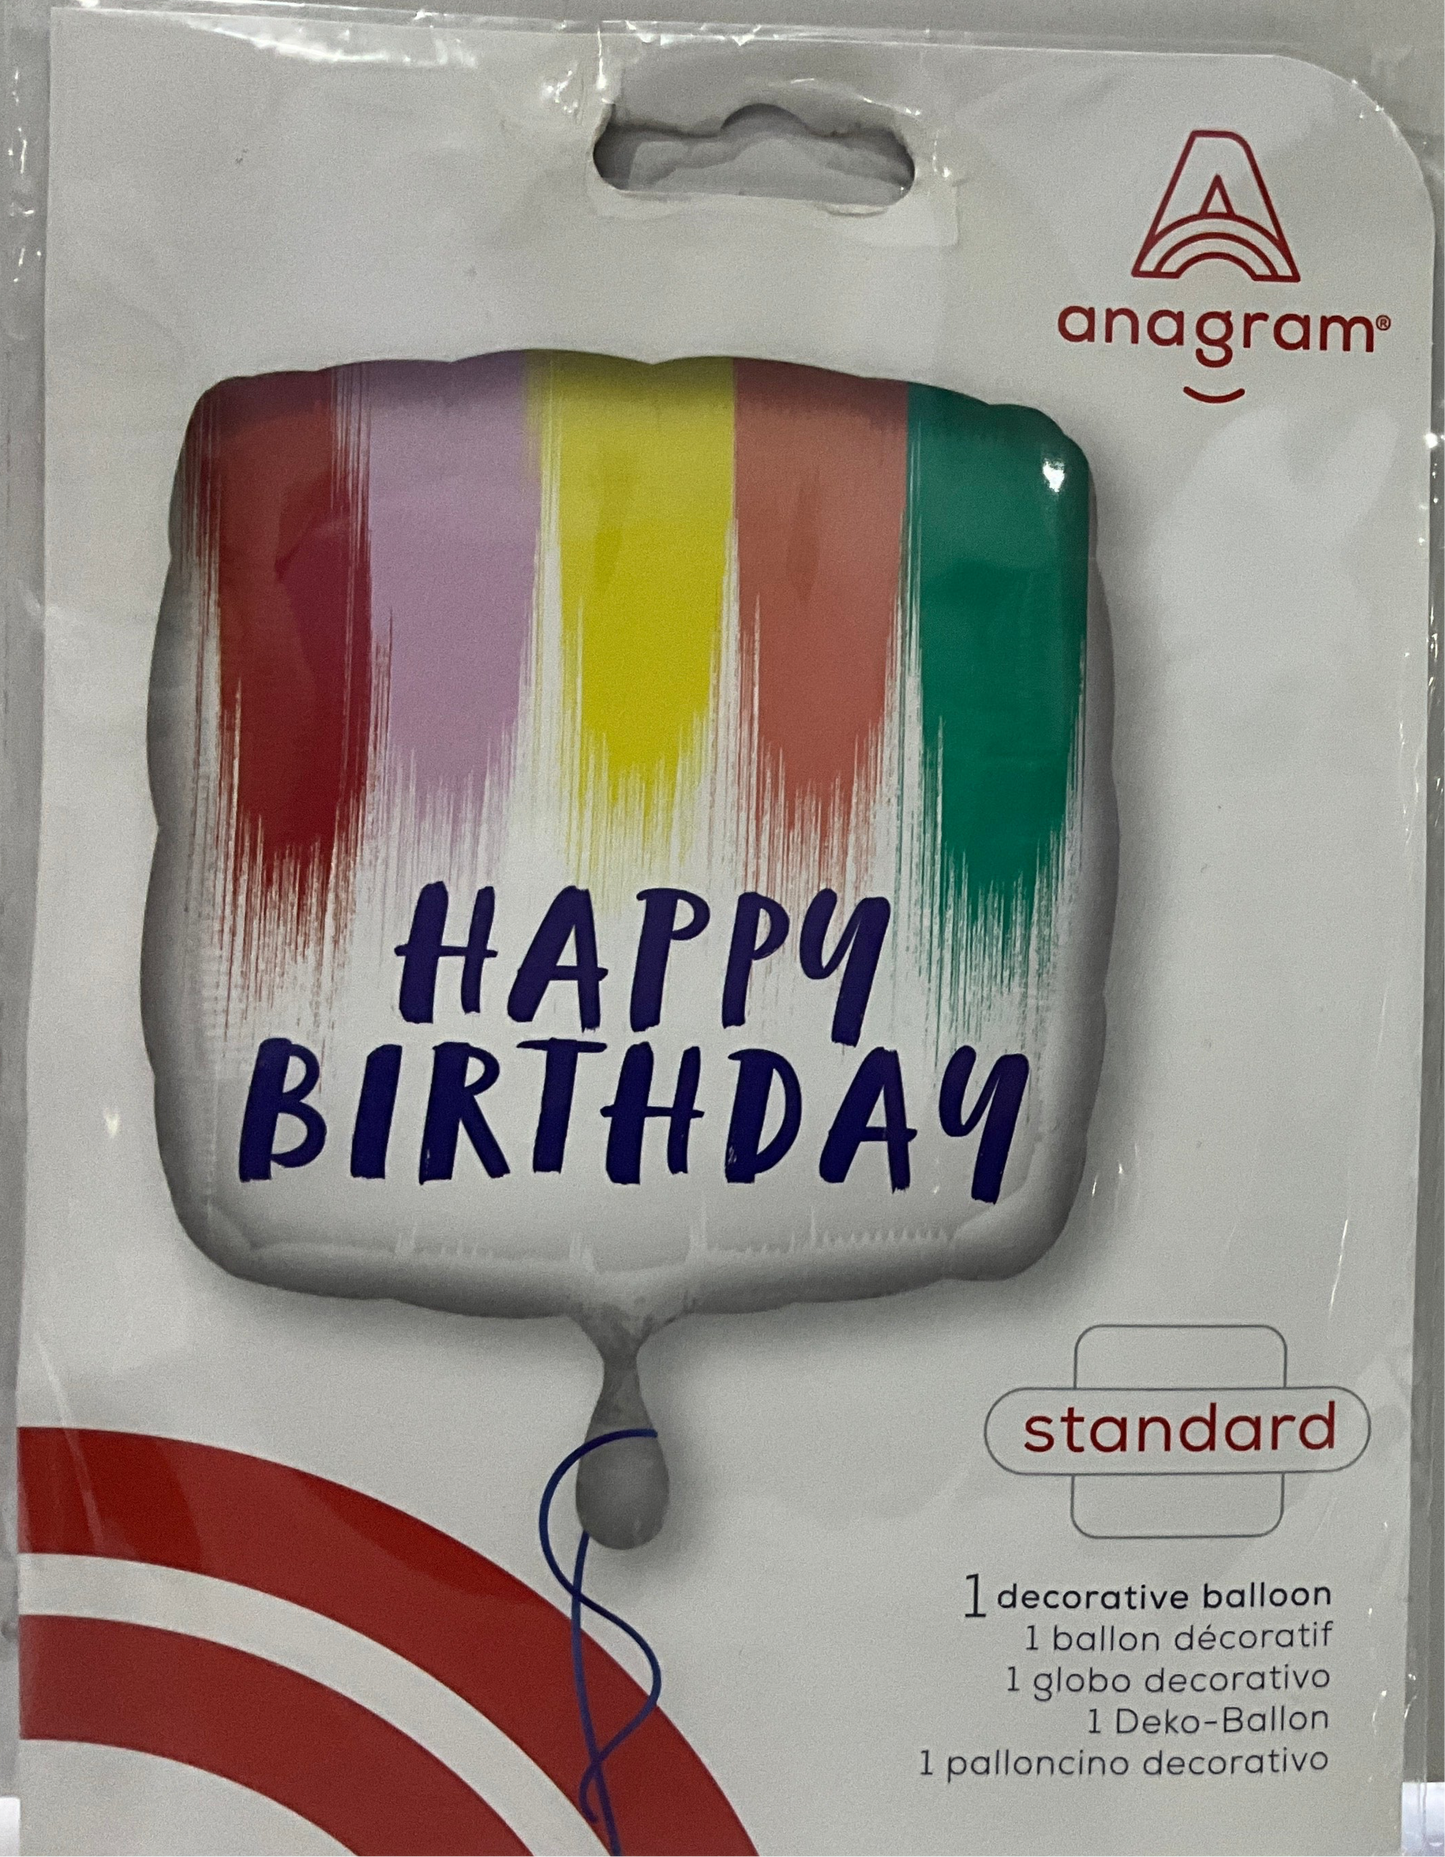 anagram®
HAPPY
BIRTHDAY
standard
1 decorative balloon
1 ballon décoratif
1 globo decorativo
1 Deko-Ballon
1 palloncino decorativo